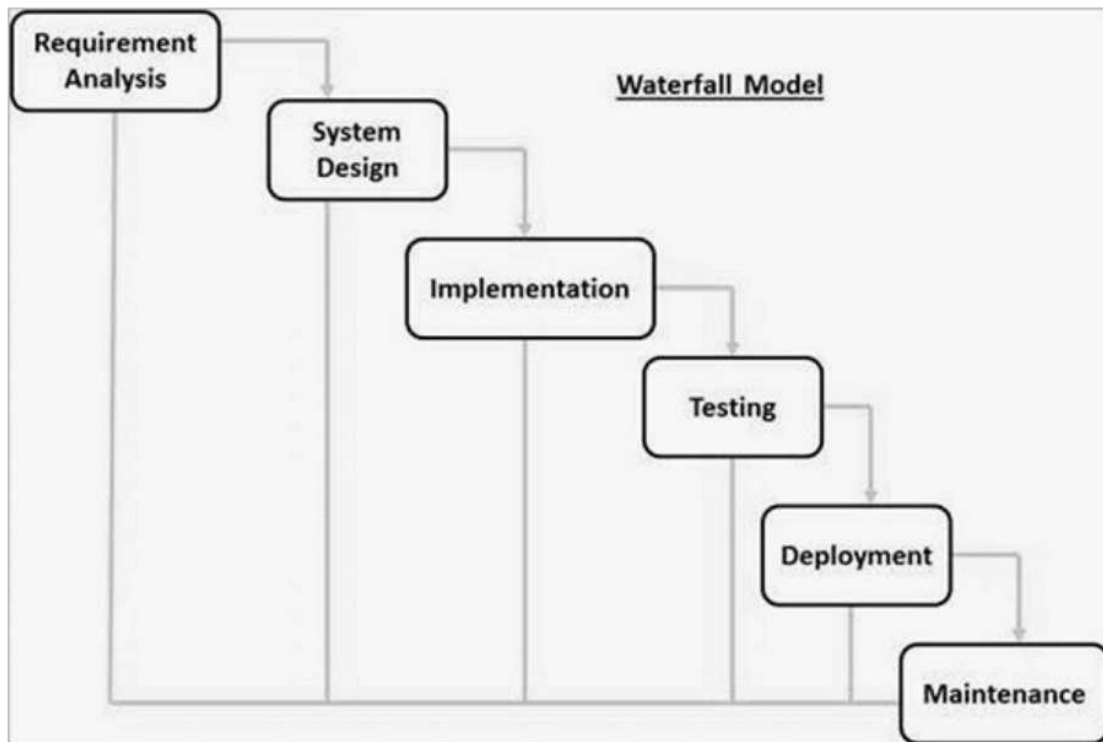 Requirement
Analysis
Waterfall Model
System
Design
Implementation
Testing
Deployment
Maintenance